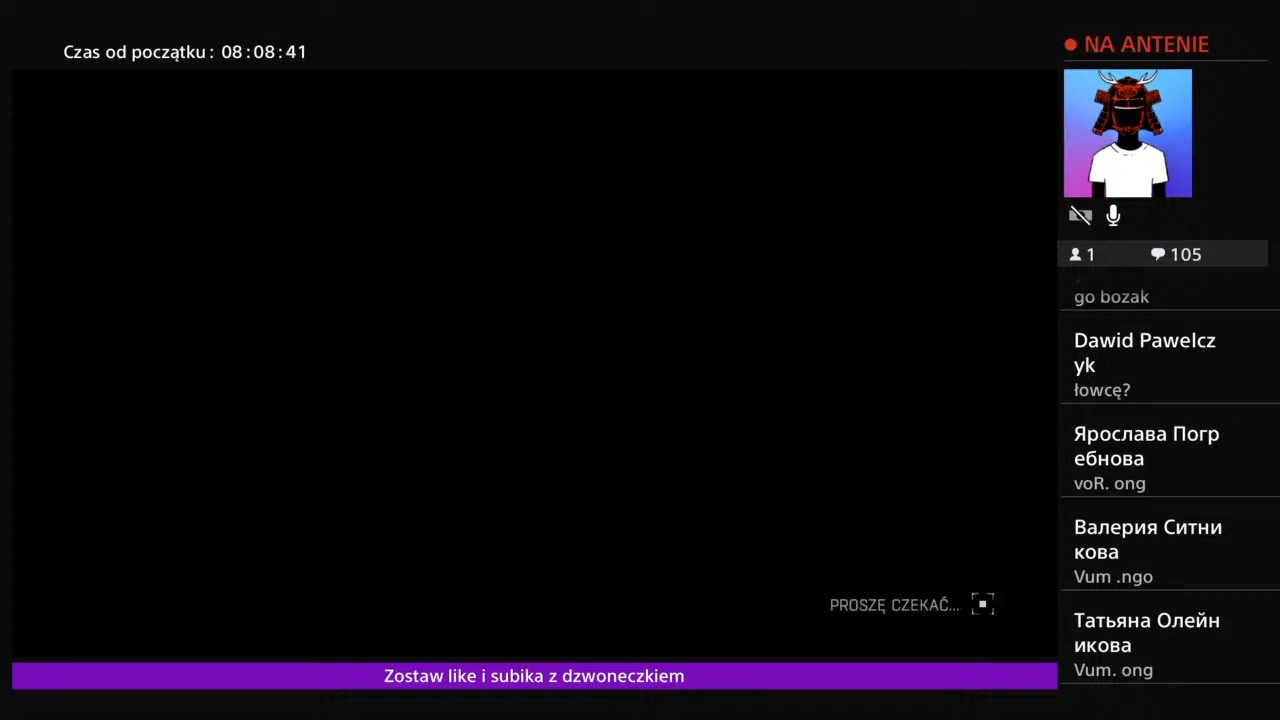 Czas od początku: 08:08:41
NA ANTENIE
1 105
go bozak
Dawid Pawelcz
yk
łowcę?
Ярослава Погр
ебнова
voR. ong
Валерия Ситни
кова
Vum .ngo
Татьяна Олейн
икова
Vum. ong
PROSZĘ CZEKAĆ...
Zostaw like i subika z dzwoneczkiem